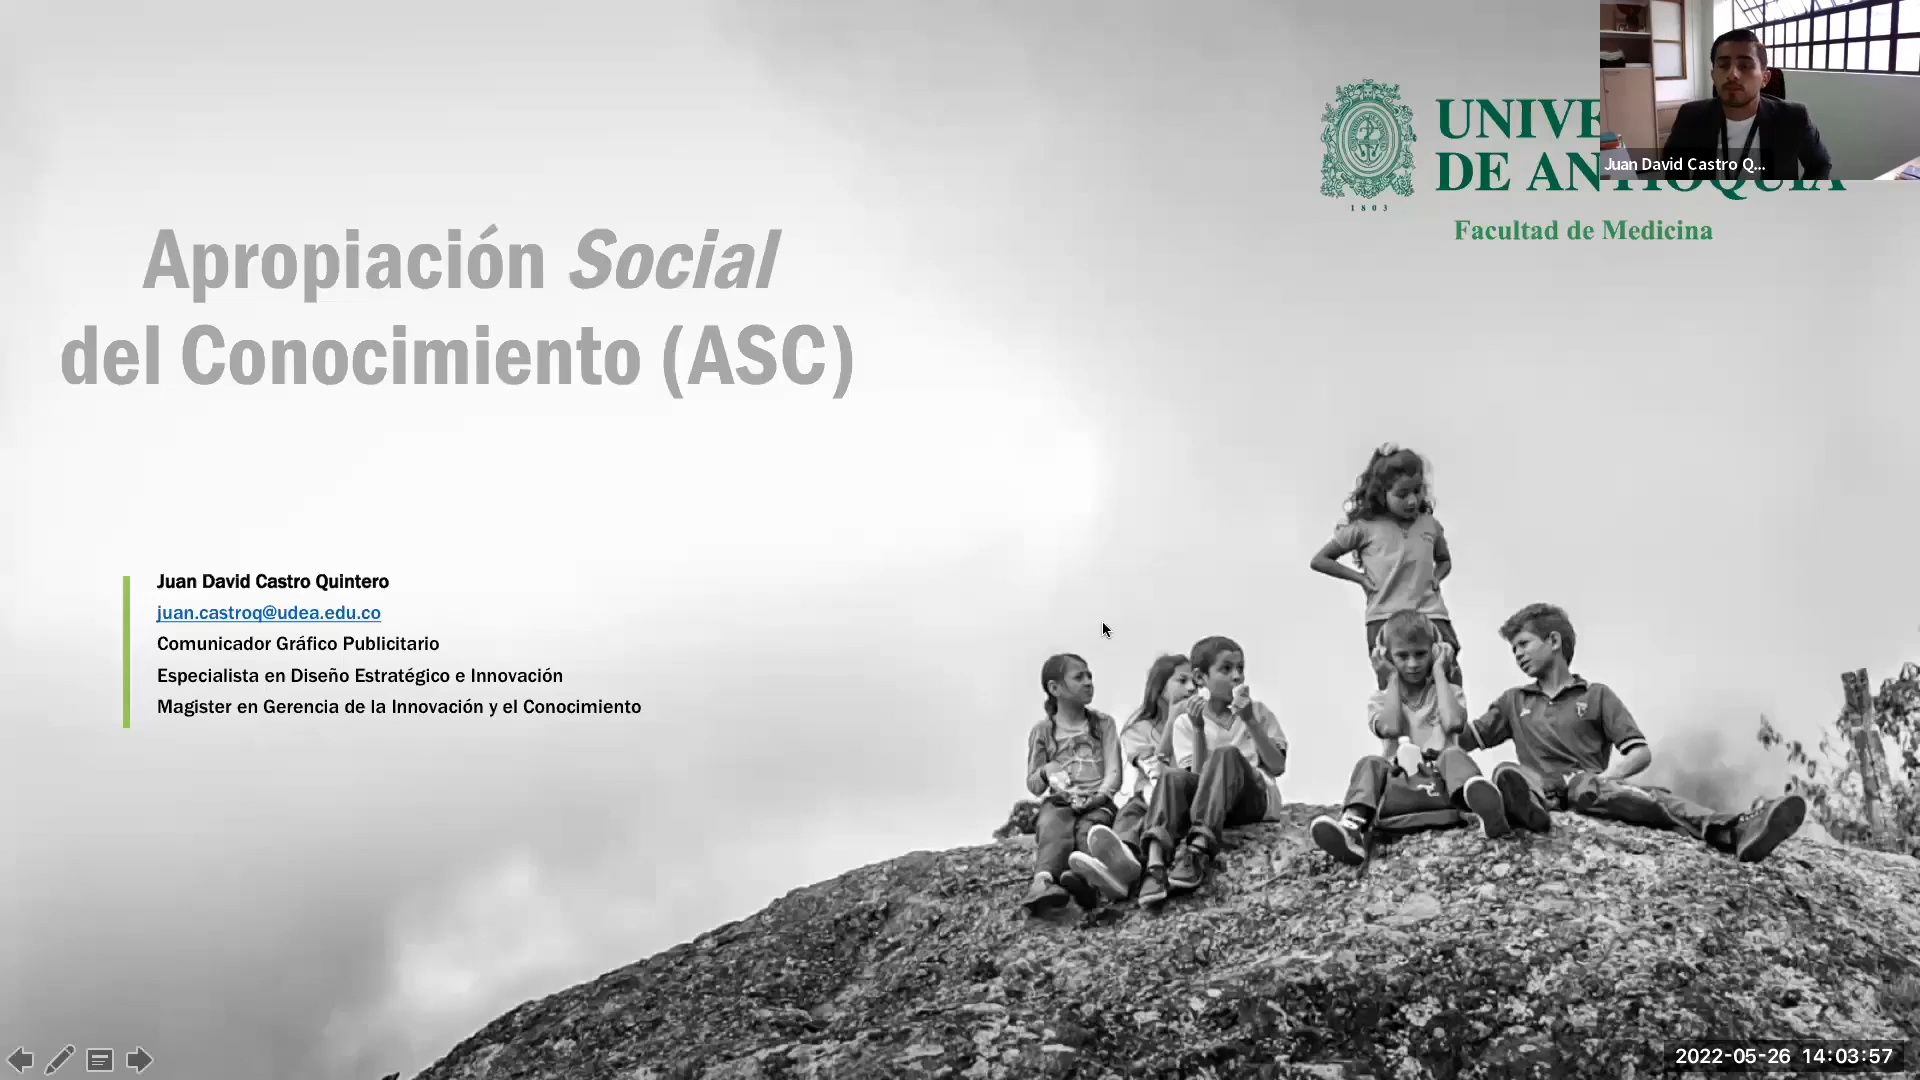 UNIVE
DE ANTIOQUIA
1803
Facultad de Medicina
Juan David Castro Q...
Apropiación Social
del Conocimiento (ASC)
Juan David Castro Quintero
juan.castroq@udea.edu.co
Comunicador Gráfico Publicitario
Especialista en Diseño Estratégico e Innovación
Magister en Gerencia de la Innovación y el Conocimiento
2022-05-26 14:03:57